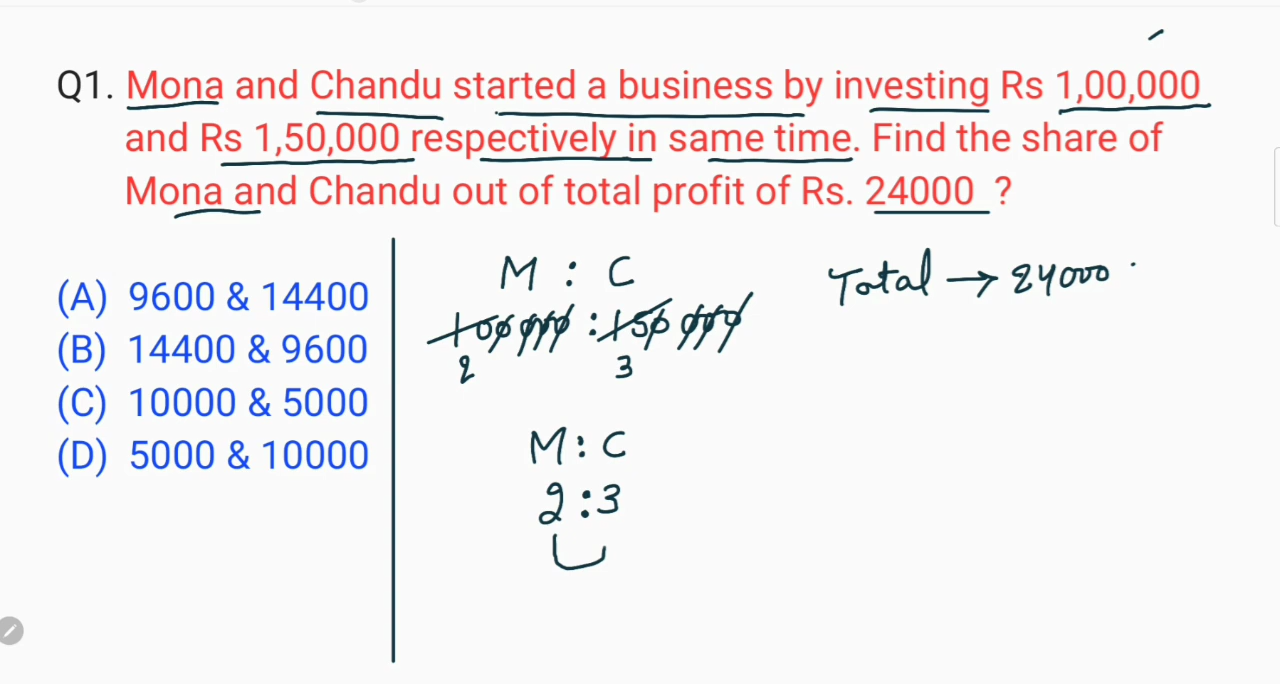 Q1. Mona and Chandu started a business by investing Rs 1,00,000
and Rs 1,50,000 respectively in same time. Find the share of
Mona and Chandu out of total profit of Rs. 24000 ?
(A) 9600 & 14400
(B) 14400 & 9600
(C) 10000 & 5000
(D) 5000 & 10000
M : C
100000 : 150000
2 3
M : C
2 : 3
Total → 24000